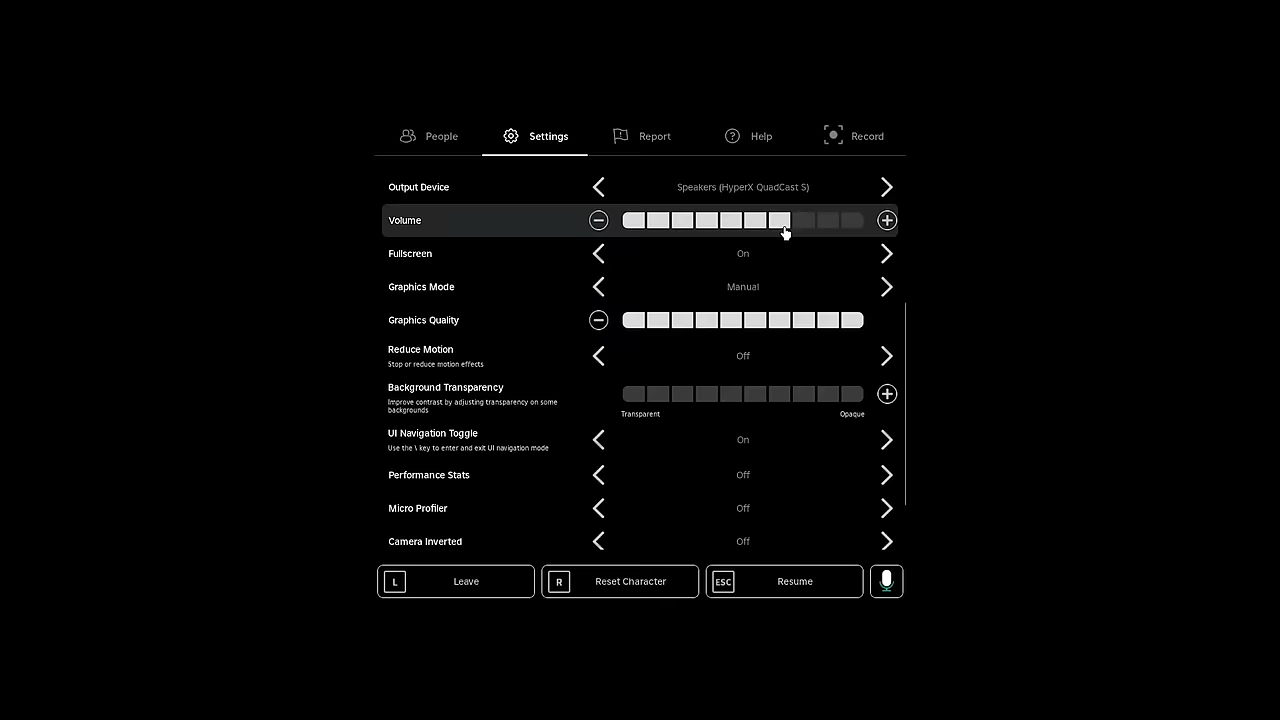 People Settings Report Help Record
Output Device Speakers (HyperX QuadCast S)
Volume
Fullscreen On
Graphics Mode Manual
Graphics Quality
Reduce Motion Off
Stop or reduce motion effects
Background Transparency
Improve contrast by adjusting transparency on some
backgrounds
Transparent Opaque
UI Navigation Toggle On
Use the \ key to enter and exit UI navigation mode
Performance Stats Off
Micro Profiler Off
Camera Inverted Off
L Leave R Reset Character ESC Resume